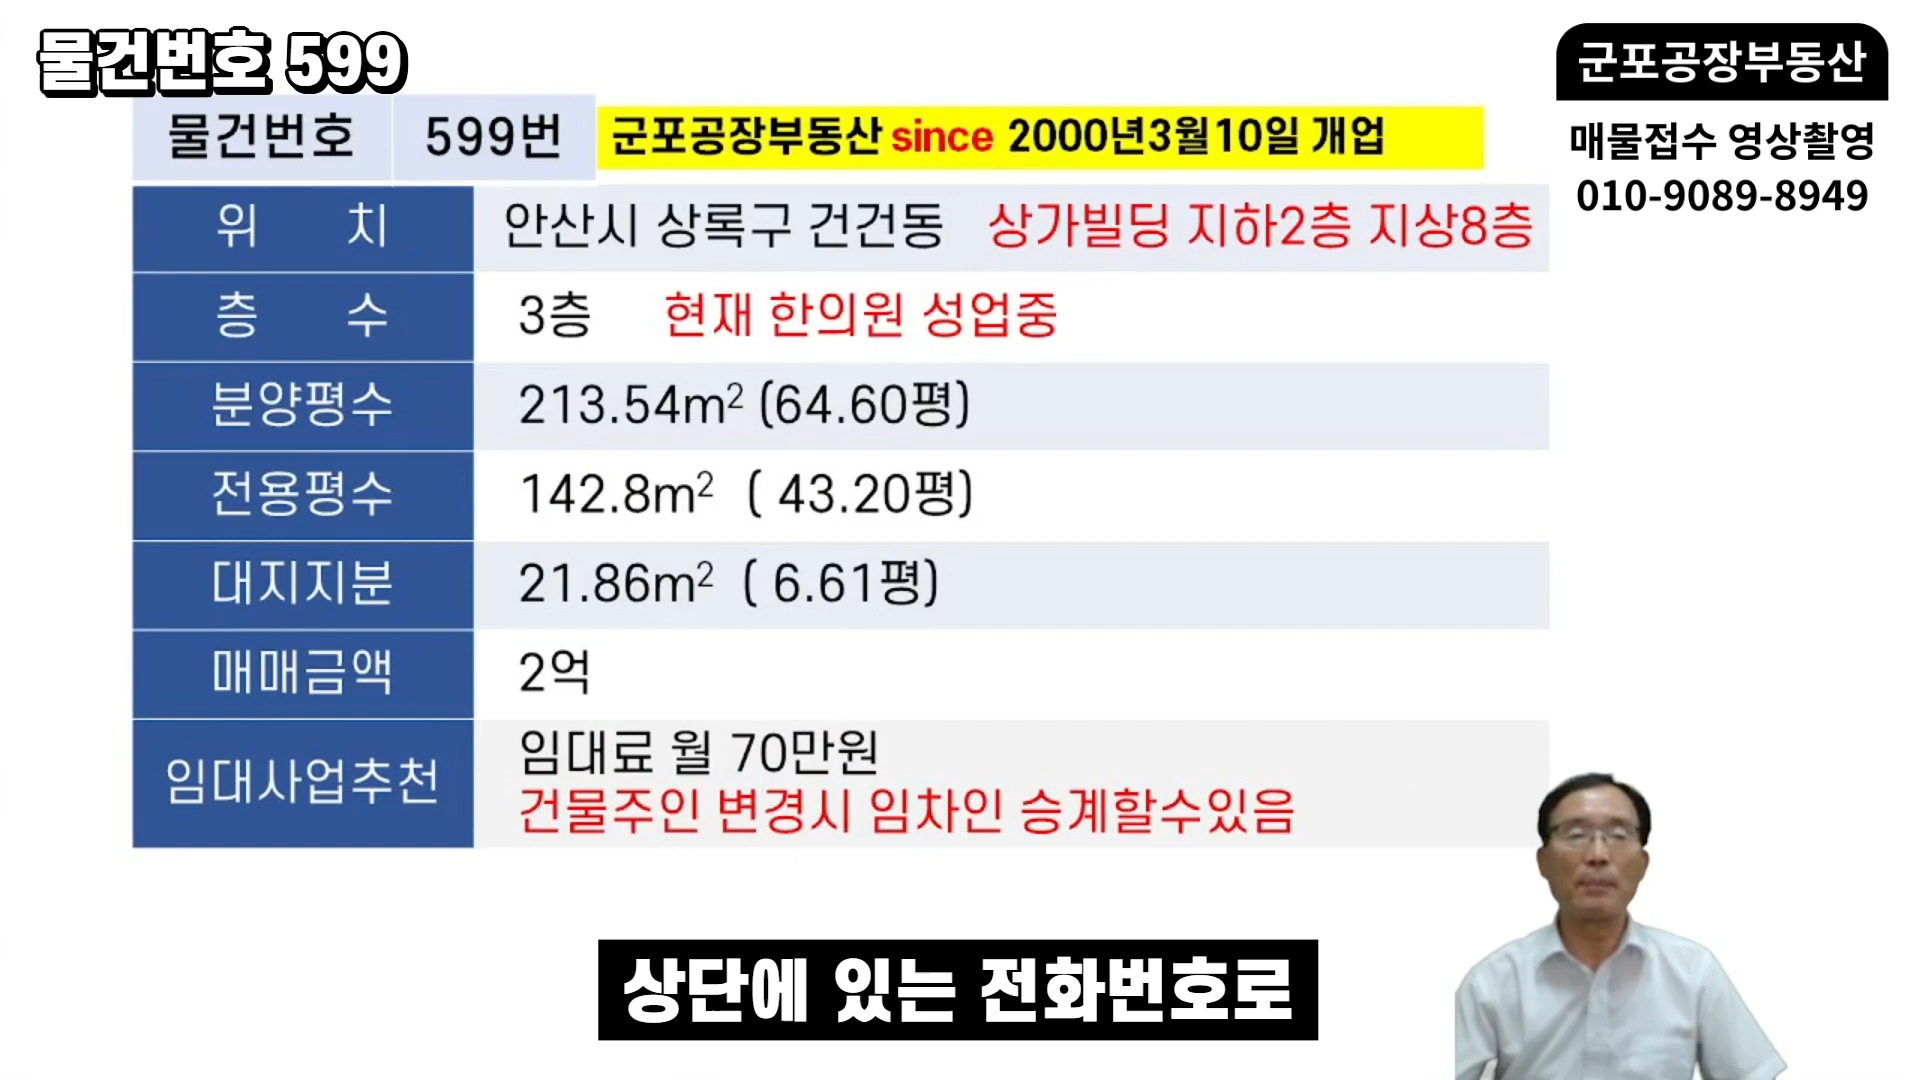 물건번호 599
군포공장부동산
매물접수 영상촬영
010-9089-8949
물건번호 599번 군포공장부동산 since 2000년3월10일 개업
위 치 안산시 상록구 건건동 상가빌딩 지하2층 지상8층
층 수 3층 현재 한의원 성업중
분양평수 213.54m² (64.60평)
전용평수 142.8m² ( 43.20평)
대지지분 21.86m² ( 6.61평)
매매금액 2억
임대사업추천 임대료 월 70만원
건물주인 변경시 임차인 승계할수있음
상단에 있는 전화번호로